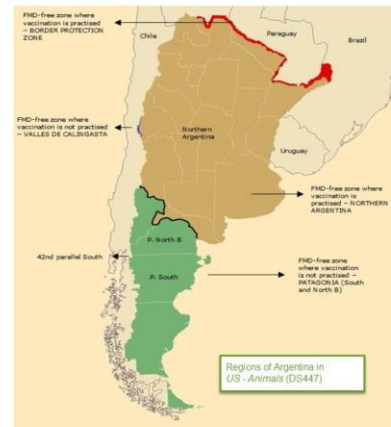 FMD-free zone where
vaccination is practised
– BORDER PROTECTION
ZONE
Chile
Paraguay
Brazil
FMD-free zone where
vaccination is not practised
– VALLES DE CALINGASTA
Northern
Argentina
Uruguay
FMD-free zone where
vaccination is
practised – NORTHERN
ARGENTINA
P. North B
42nd parallel South
P. South
FMD-free zone
where vaccination
is not practised –
PATAGONIA (South
and North B)
Regions of Argentina in
US - Animals (DS447)